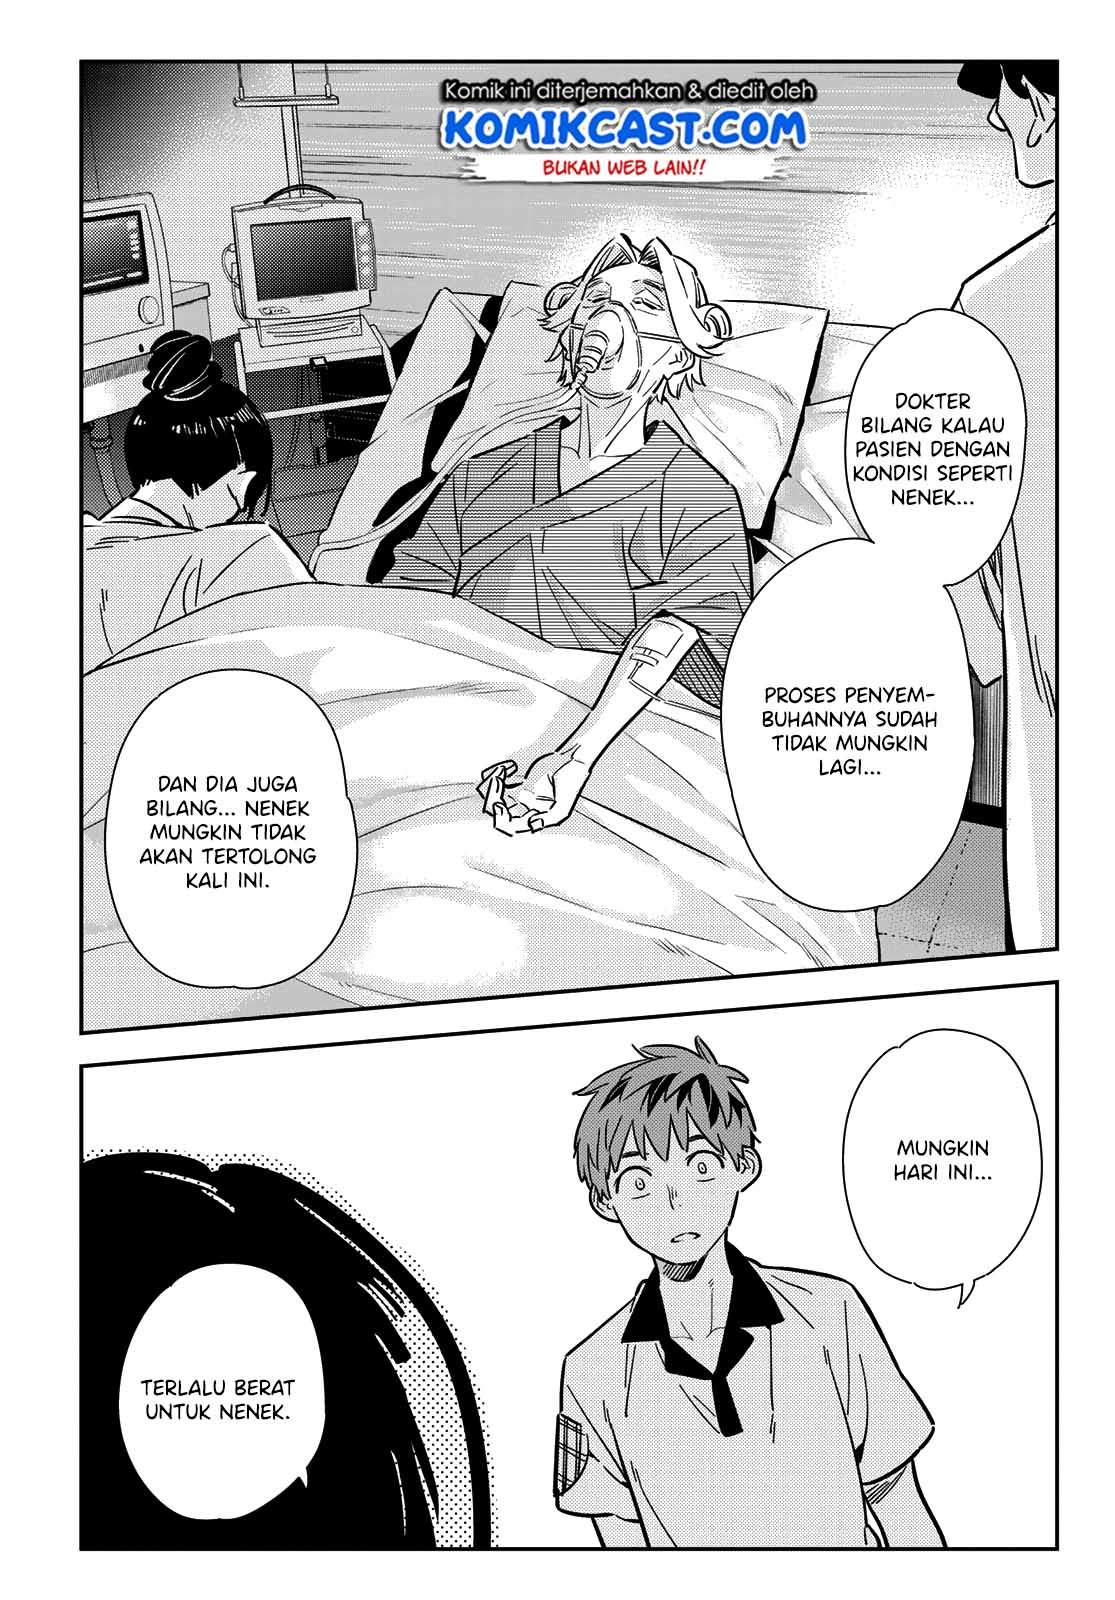 Komik ini diterjemahkan & diedit oleh
KOMIKCAST.COM
BUKAN WEB LAIN!!
DOKTER
BILANG KALAU
PASIEN DENGAN
KONDISI SEPERTI
NENEK...
PROSES PENYEM-
BUHANNYA SUDAH
TIDAK MUNGKIN
LAGI...
DAN DIA JUGA
BILANG... NENEK
MUNGKIN TIDAK
AKAN TERTOLONG
KALI INI.
MUNGKIN
HARI INI...
TERLALU BERAT
UNTUK NENEK.